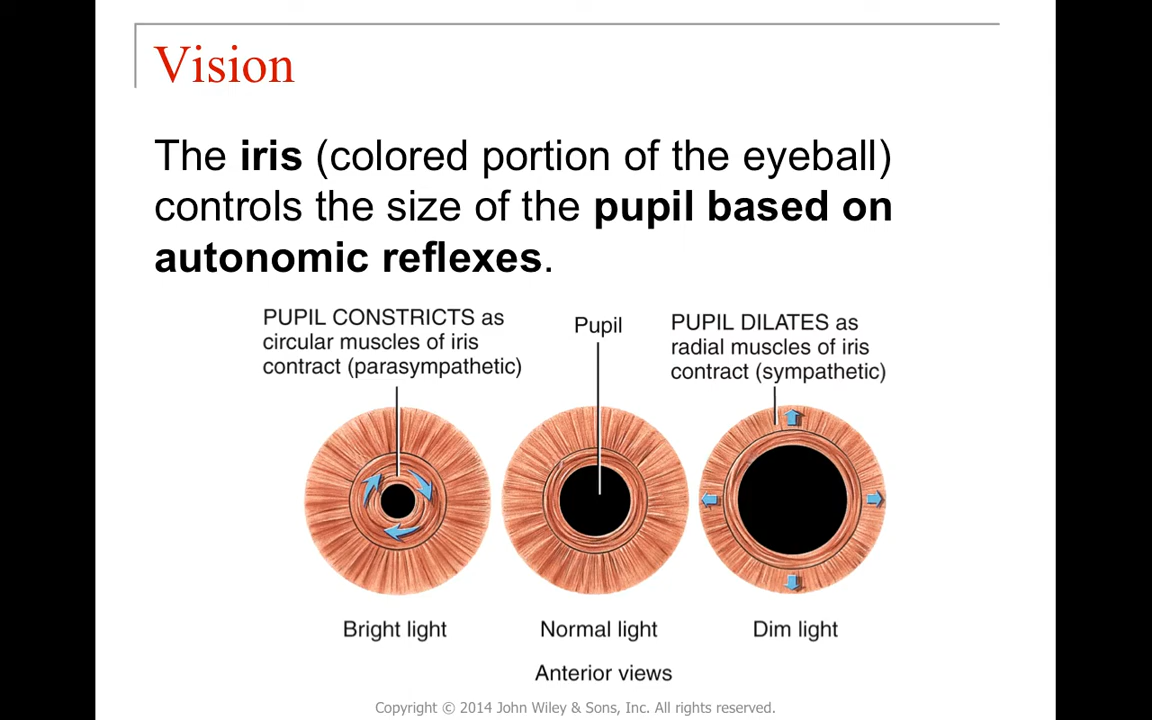 Vision
The iris (colored portion of the eyeball)
controls the size of the pupil based on
autonomic reflexes.
PUPIL CONSTRICTS as
circular muscles of iris
contract (parasympathetic)
Pupil
PUPIL DILATES as
radial muscles of iris
contract (sympathetic)
Bright light
Normal light
Dim light
Anterior views
Copyright © 2014 John Wiley & Sons, Inc. All rights reserved.